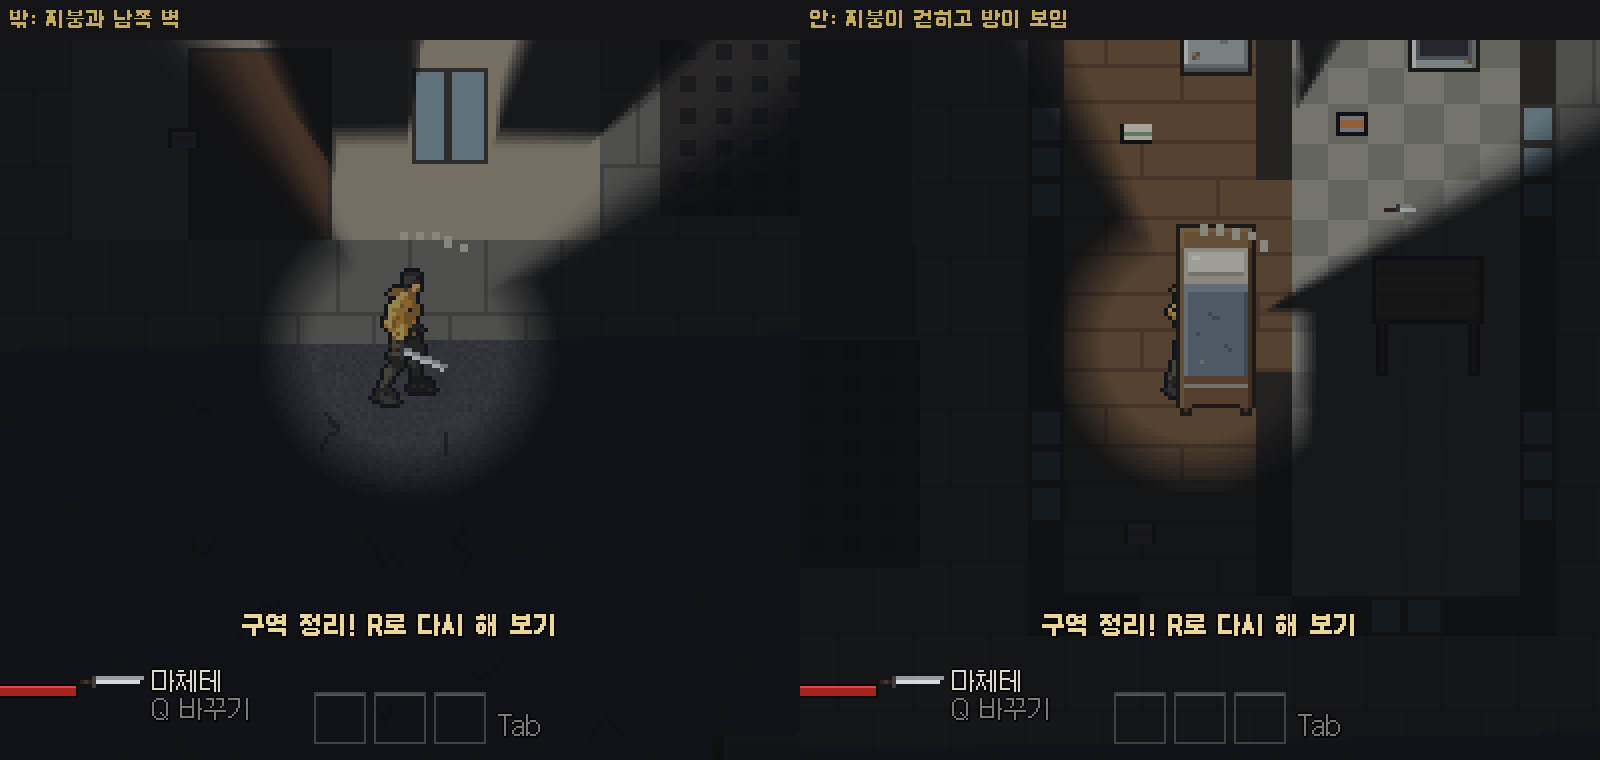 밖: 지붕과 남쪽 벽
안: 지붕이 걷히고 방이 보임
구역 정리! R로 다시 해 보기
구역 정리! R로 다시 해 보기
마체테
Q 바꾸기
Tab
마체테
Q 바꾸기
Tab